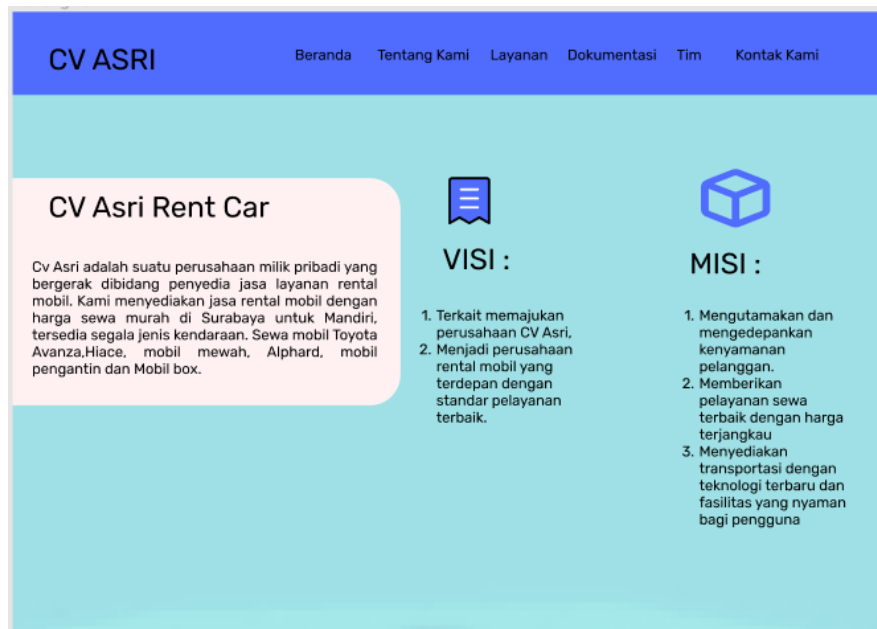 CV ASRI
Beranda Tentang Kami Layanan Dokumentasi Tim Kontak Kami
CV Asri Rent Car
Cv Asri adalah suatu perusahaan milik pribadi yang
bergerak dibidang penyedia jasa layanan rental
mobil. Kami menyediakan jasa rental mobil dengan
harga sewa murah di Surabaya untuk Mandiri,
tersedia segala jenis kendaraan. Sewa mobil Toyota
Avanza,Hiace, mobil mewah, Alphard, mobil
pengantin dan Mobil box.
VISI :
1. Terkait memajukan
perusahaan CV Asri,
2. Menjadi perusahaan
rental mobil yang
terdepan dengan
standar pelayanan
terbaik.
MISI :
1. Mengutamakan dan
mengedepankan
kenyamanan
pelanggan.
2. Memberikan
pelayanan sewa
terbaik dengan harga
terjangkau
3. Menyediakan
transportasi dengan
teknologi terbaru dan
fasilitas yang nyaman
bagi pengguna